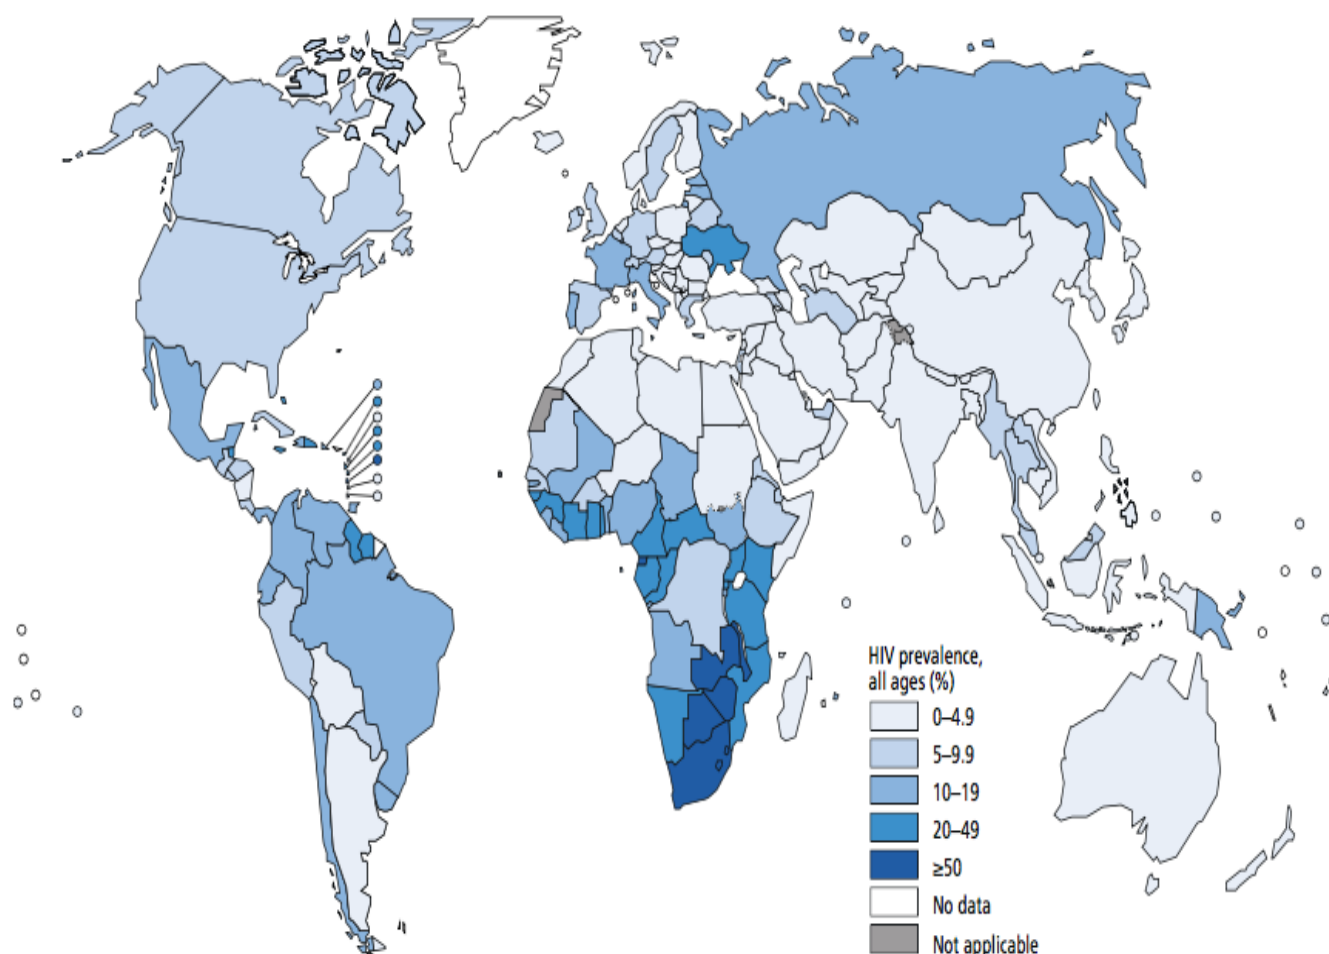 HIV prevalence,
all ages (%)
0–4.9
5–9.9
10–19
20–49
≥50
No data
Not applicable